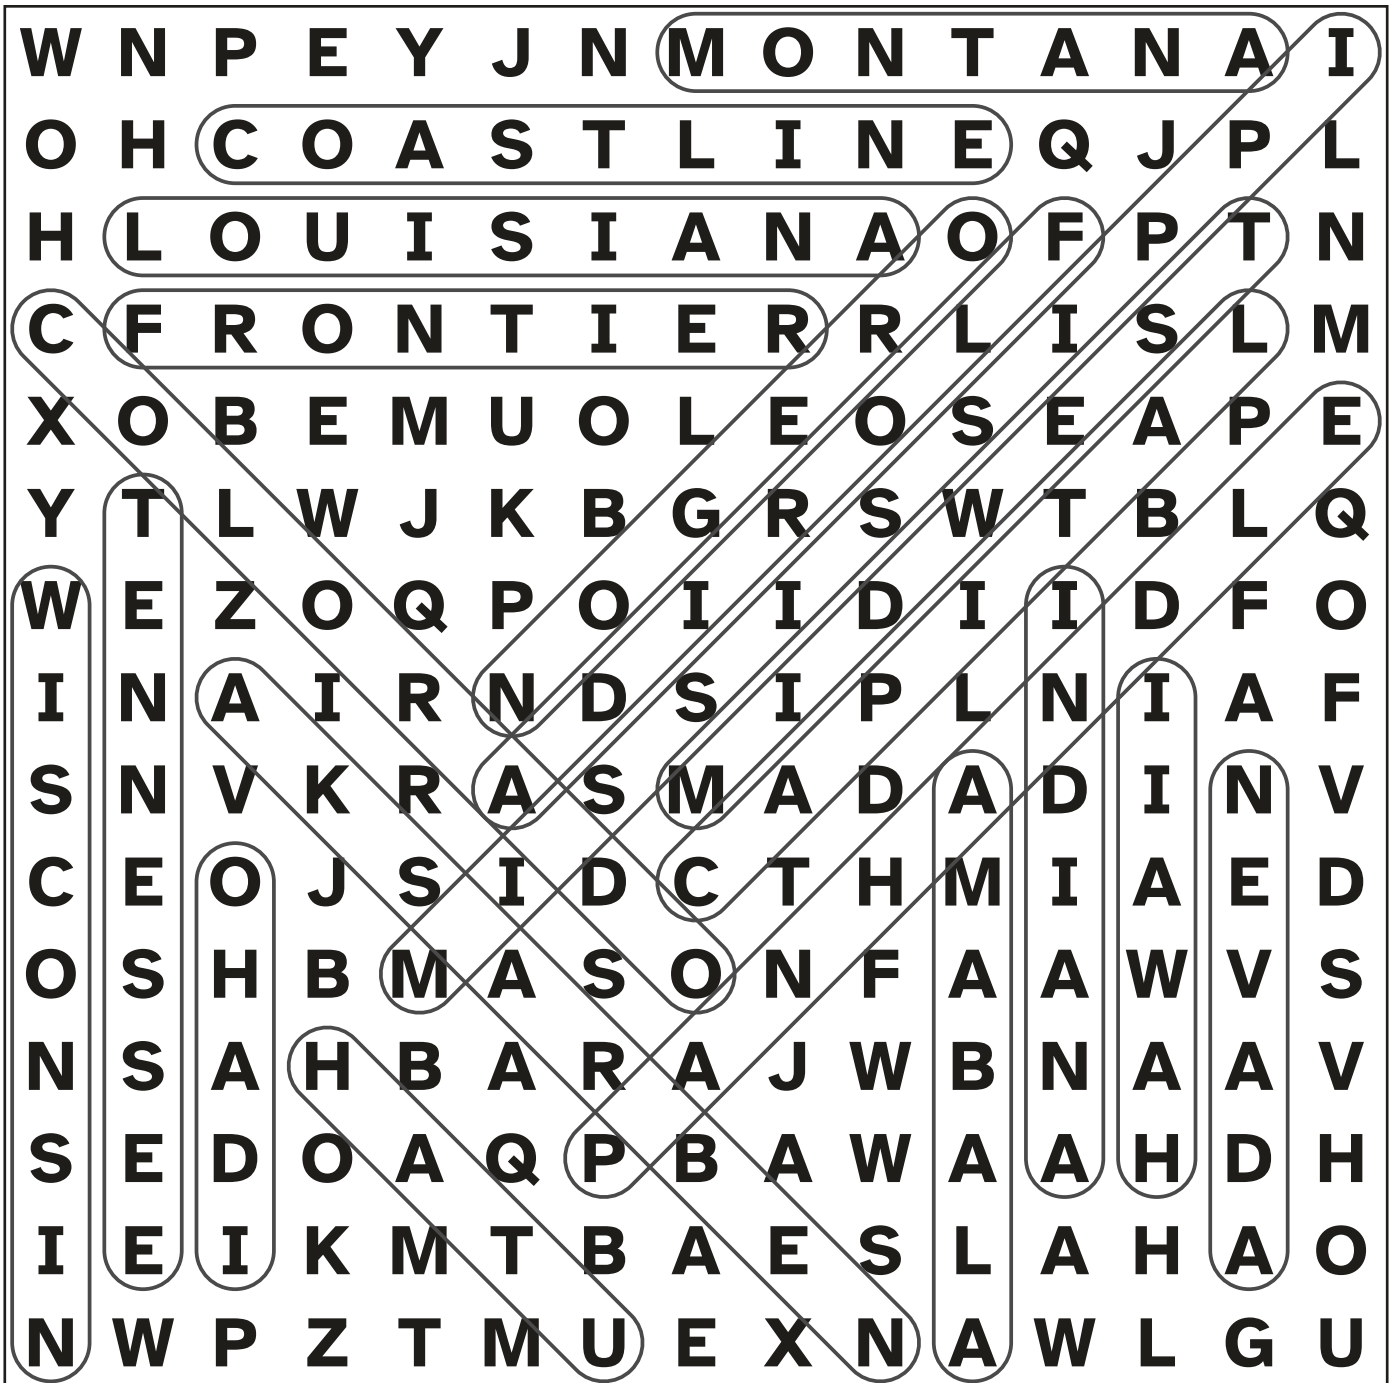 W N P E Y J N M O N T A N A I
O H C O A S T L I N E Q J P L
H L O U I S I A N A O F P T N
C F R O N T I E R R L I S L M
X O B E M U O L E O S E A P E
Y T L W J K B G R S W T B L Q
W E Z O Q P O I I D I I D F O
I N A I R N D S I P L N I A F
S N V K R A S M A D A D I N V
C E O J S I D C T H M I A E D
O S H B M A S O N F A A W V S
N S A H B A R A J W B N A A V
S E D O A Q P B A W A A H D H
I E I K M T B A E S L A H A O
N W P Z T M U E X N A W L G U